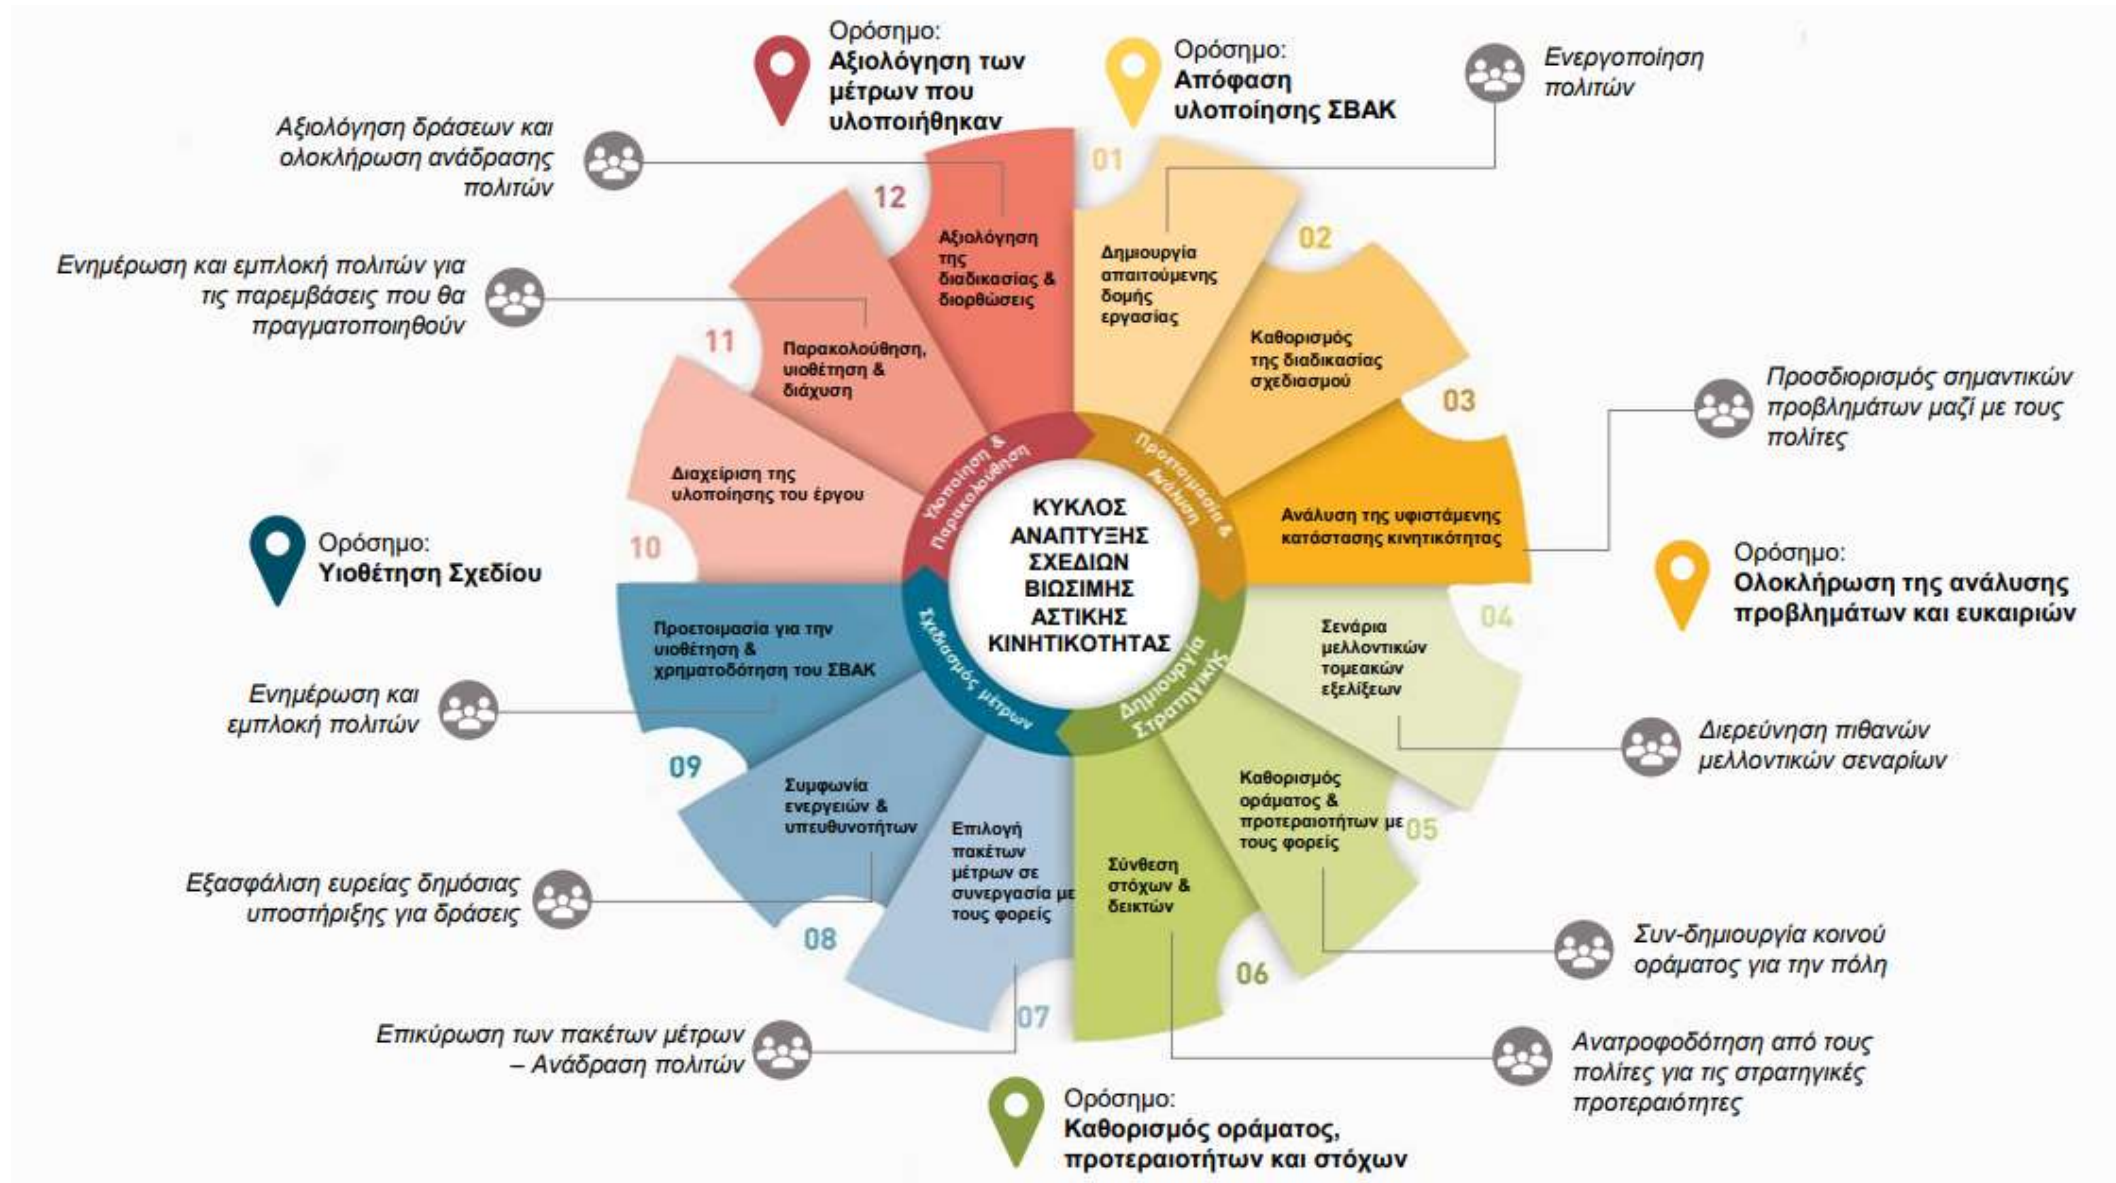 Ορόσημο:
Αξιολόγηση των
μέτρων που
υλοποιήθηκαν
Ορόσημο:
Απόφαση
υλοποίησης ΣΒΑΚ
Ενεργοποίηση
πολιτών
Αξιολόγηση δράσεων και
ολοκλήρωση ανάδρασης
πολιτών
Ενημέρωση και εμπλοκή πολιτών για
τις παρεμβάσεις που θα
πραγματοποιηθούν
01
Δημιουργία
απαιτούμενης
δομής
εργασίας
02
Καθορισμός
της διαδικασίας
σχεδιασμού
03
Ανάλυση της υφιστάμενης
κατάστασης κινητικότητας
Προσδιορισμός σημαντικών
προβλημάτων μαζί με τους
πολίτες
Ορόσημο:
Ολοκλήρωση της ανάλυσης
προβλημάτων και ευκαιριών
04
Σενάρια
μελλοντικών
τομεακών
εξελίξεων
Διερεύνηση πιθανών
μελλοντικών σεναρίων
05
Καθορισμός
οράματος &
προτεραιοτήτων με
τους φορείς
Συν-δημιουργία κοινού
οράματος για την πόλη
06
Σύνθεση
στόχων &
δεικτών
Ανατροφοδότηση από τους
πολίτες για τις στρατηγικές
προτεραιότητες
Ορόσημο:
Καθορισμός οράματος,
προτεραιοτήτων και στόχων
07
Επιλογή
πακέτων
μέτρων σε
συνεργασία με
τους φορείς
Επικύρωση των πακέτων μέτρων
– Ανάδραση πολιτών
08
Συμφωνία
ενεργειών &
υπευθυνοτήτων
Εξασφάλιση ευρείας δημόσιας
υποστήριξης για δράσεις
09
Προετοιμασία για την
υιοθέτηση &
χρηματοδότηση του ΣΒΑΚ
Ενημέρωση και
εμπλοκή πολιτών
Ορόσημο:
Υιοθέτηση Σχεδίου
10
Διαχείριση της
υλοποίησης του έργου
11
Παρακολούθηση,
υιοθέτηση &
διάχυση
12
Αξιολόγηση
της
διαδικασίας &
διορθώσεις
Προετοιμασία &
Ανάλυση
Δημιουργία
Στρατηγικής
Σχεδιασμός μέτρων
Υλοποίηση &
Παρακολούθηση
ΚΥΚΛΟΣ
ΑΝΑΠΤΥΞΗΣ
ΣΧΕΔΙΩΝ
ΒΙΩΣΙΜΗΣ
ΑΣΤΙΚΗΣ
ΚΙΝΗΤΙΚΟΤΗΤΑΣ